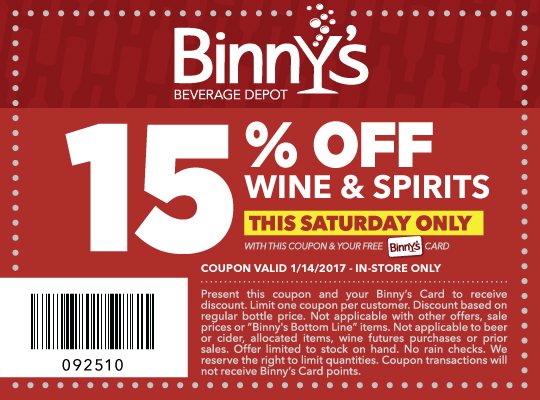 Binny's
BEVERAGE DEPOT
15% OFF
WINE & SPIRITS
THIS SATURDAY ONLY
WITH THIS COUPON & YOUR FREE Binny's CARD
COUPON VALID 1/14/2017 - IN-STORE ONLY
Present this coupon and your Binny's Card to receive
discount. Limit one coupon per customer. Discount based on
regular bottle price. Not applicable with other offers, sale
prices or "Binny's Bottom Line" items. Not applicable to beer
or cider, allocated items, wine futures purchases or prior
sales. Offer limited to stock on hand. No rain checks. We
reserve the right to limit quantities. Coupon transactions will
not receive Binny's Card points.
092510